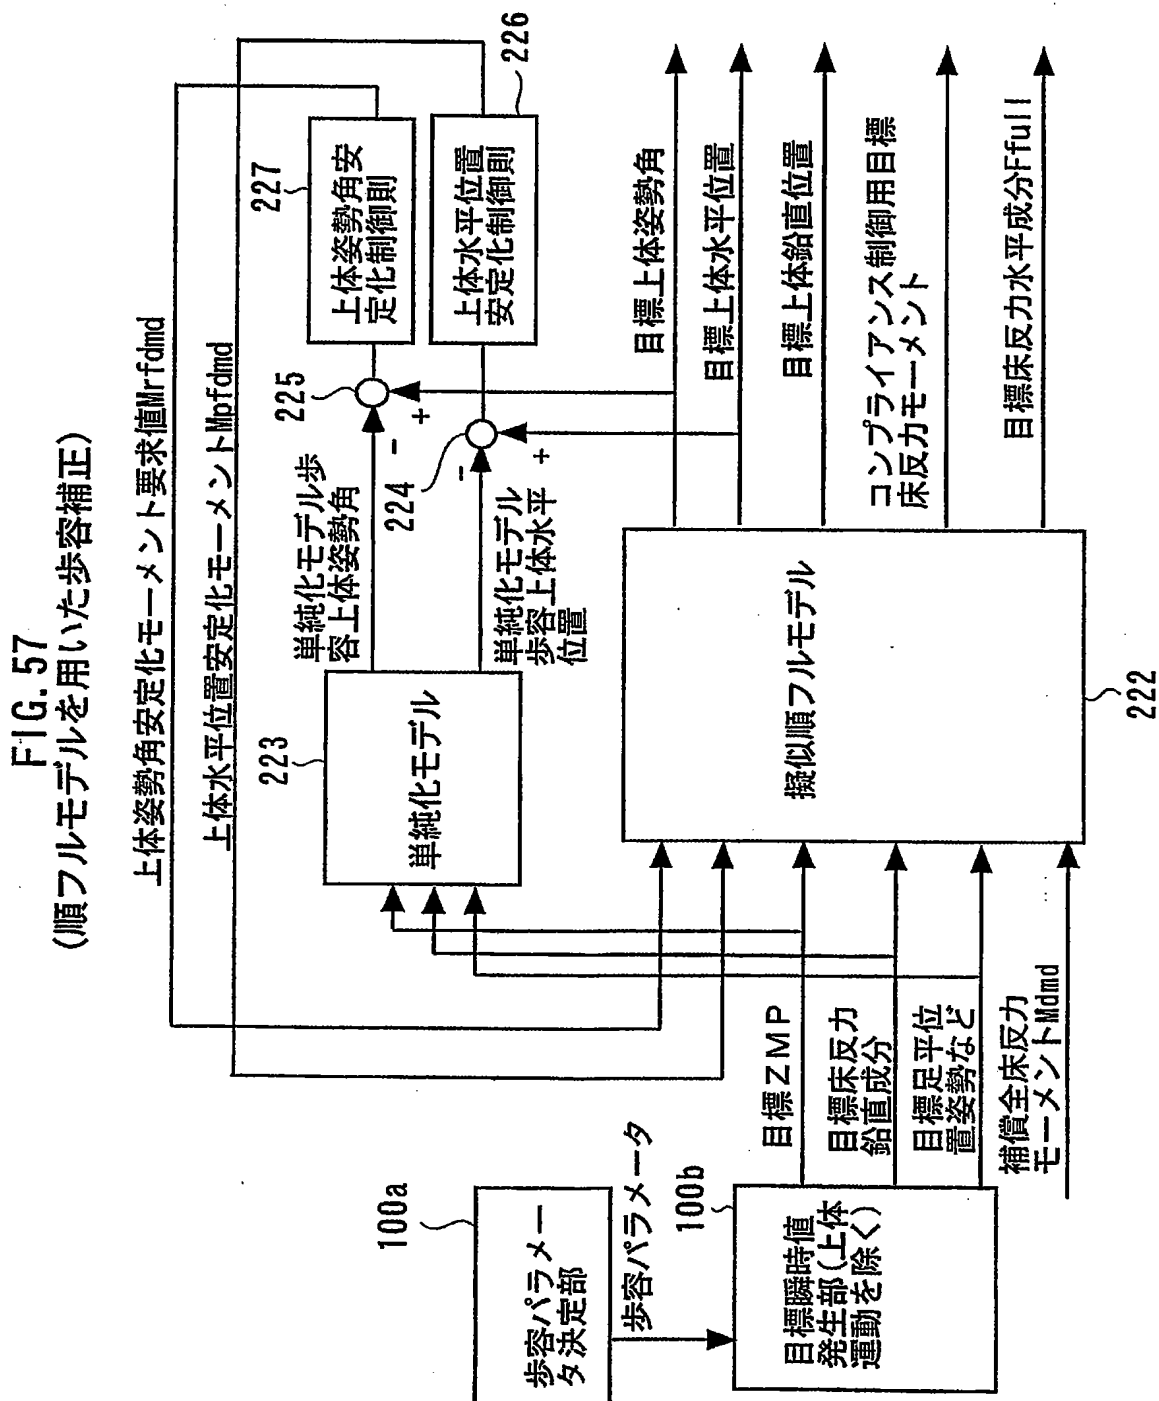 FIG. 57
(順フルモデルを用いた歩容補正)
上体姿勢角安定化モーメント要求値Mrfdmd
上体水平位置安定化モーメントMpfdmd
227
上体姿勢角安
定化制御則
226
上体水平位置
安定化制御則
225
+
-
224
-
+
223
単純化モデル
単純化モデル歩
容上体姿勢角
単純化モデル
歩容上体水平
位置
目標上体姿勢角
目標上体水平位置
目標上体鉛直位置
コンプライアンス制御用目標
床反力モーメント
目標床反力水平成分Ffull
擬似順フルモデル
222
100a
歩容パラメー
タ決定部
歩容パラメータ
100b
目標瞬時値
発生部(上体
運動を除く)
目標ZMP
目標床反力
鉛直成分
目標足平位
置姿勢など
補償全床反力
モーメントMdmd